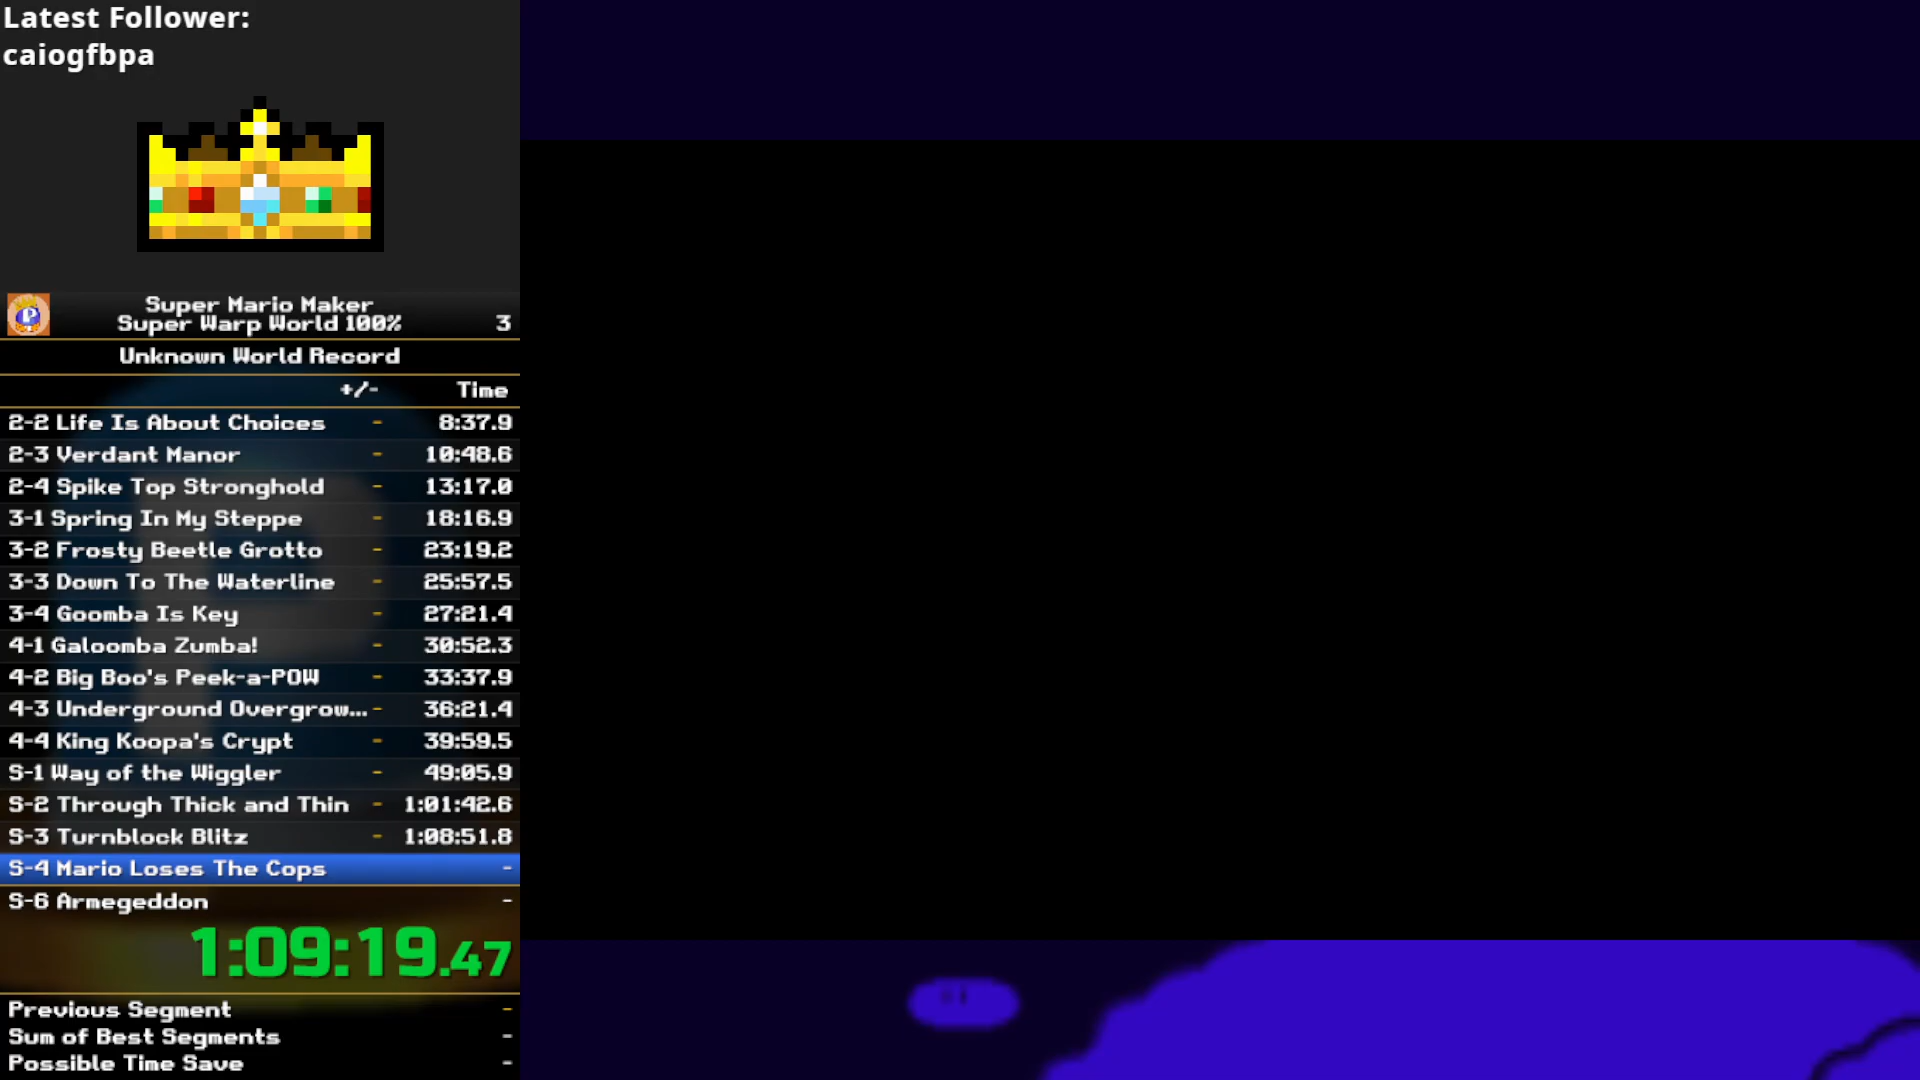 Latest Follower:
caiogfbpa
Super Mario Maker
Super Warp World 100% 3
Unknown World Record
+/- Time
2-2 Life Is About Choices - 8:37.9
2-3 Verdant Manor - 10:48.6
2-4 Spike Top Stronghold - 13:17.0
3-1 Spring In My Steppe - 18:16.9
3-2 Frosty Beetle Grotto - 23:19.2
3-3 Down To The Waterline - 25:57.5
3-4 Goomba Is Key - 27:21.4
4-1 Galoomba Zumba! - 30:52.3
4-2 Big Boo's Peek-a-POW - 33:37.9
4-3 Underground Overgrow... - 36:21.4
4-4 King Koopa's Crypt - 39:59.5
S-1 Way of the Wiggler - 49:05.9
S-2 Through Thick and Thin - 1:01:42.6
S-3 Turnblock Blitz - 1:08:51.8
S-4 Mario Loses The Cops -
S-6 Armegeddon -
1:09:19.47
Previous Segment -
Sum of Best Segments -
Possible Time Save -